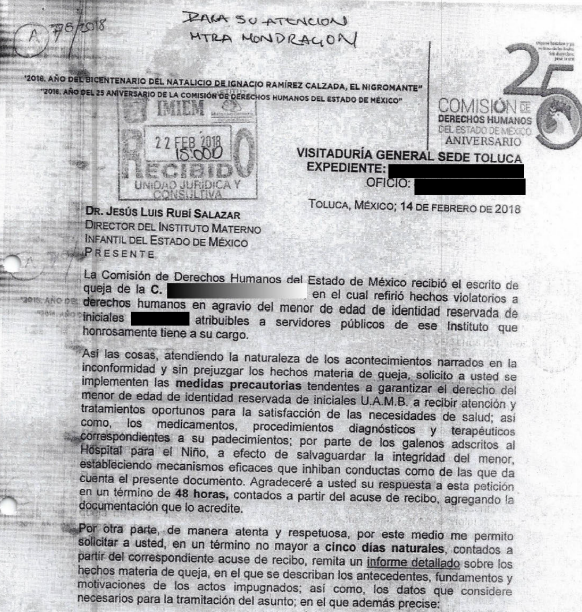 A 75/2018
PARA SU ATENCION
MTRA MONDRAGON
"2018. AÑO DEL BICENTENARIO DEL NATALICIO DE IGNACIO RAMÍREZ CALZADA, EL NIGROMANTE"
"2018. AÑO DEL 25 ANIVERSARIO DE LA COMISIÓN DE DERECHOS HUMANOS DEL ESTADO DE MÉXICO"
25
COMISIÓN DE
DERECHOS HUMANOS
DEL ESTADO DE MÉXICO
ANIVERSARIO
IMIEM
22 FEB 2018
15:000
RECIBIDO
UNIDAD JURÍDICA Y
CONSULTIVA
VISITADURÍA GENERAL SEDE TOLUCA
EXPEDIENTE:
OFICIO:
TOLUCA, MÉXICO; 14 DE FEBRERO DE 2018
DR. JESÚS LUIS RUBÍ SALAZAR
DIRECTOR DEL INSTITUTO MATERNO
INFANTIL DEL ESTADO DE MÉXICO
P R E S E N T E
La Comisión de Derechos Humanos del Estado de México recibió el escrito de
queja de la C. en el cual refirió hechos violatorios a
derechos humanos en agravio del menor de edad de identidad reservada de
iniciales atribuibles a servidores públicos de ese Instituto que
honrosamente tiene a su cargo.
Así las cosas, atendiendo la naturaleza de los acontecimientos narrados en la
inconformidad y sin prejuzgar los hechos materia de queja, solicito a usted se
implementen las medidas precautorias tendentes a garantizar el derecho del
menor de edad de identidad reservada de iniciales U.A.M.B. a recibir atención y
tratamientos oportunos para la satisfacción de las necesidades de salud; así
como, los medicamentos, procedimientos diagnósticos y terapéuticos
correspondientes a su padecimientos; por parte de los galenos adscritos al
Hospital para el Niño, a efecto de salvaguardar la integridad del menor,
estableciendo mecanismos eficaces que inhiban conductas como de las que da
cuenta el presente documento. Agradeceré a usted su respuesta a esta petición
en un término de 48 horas, contados a partir del acuse de recibo, agregando la
documentación que lo acredite.
Por otra parte, de manera atenta y respetuosa, por este medio me permito
solicitar a usted, en un término no mayor a cinco días naturales, contados a
partir del correspondiente acuse de recibo, remita un informe detallado sobre los
hechos materia de queja, en el que se describan los antecedentes, fundamentos y
motivaciones de los actos impugnados; así como, los datos que considere
necesarios para la tramitación del asunto; en el que además precise: